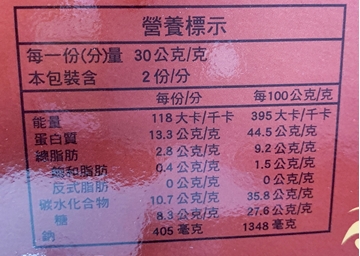 營養標示
每一份(分)量 30公克/克
本包裝含 2份/分
每份/分 每100公克/克
能量 118大卡/千卡 395大卡/千卡
蛋白質 13.3公克/克 44.5公克/克
總脂肪 2.8公克/克 9.2公克/克
飽和脂肪 0.4公克/克 1.5公克/克
反式脂肪 0公克/克 0公克/克
碳水化合物 10.7公克/克 35.8公克/克
糖 8.3公克/克 27.6公克/克
鈉 405毫克 1348毫克